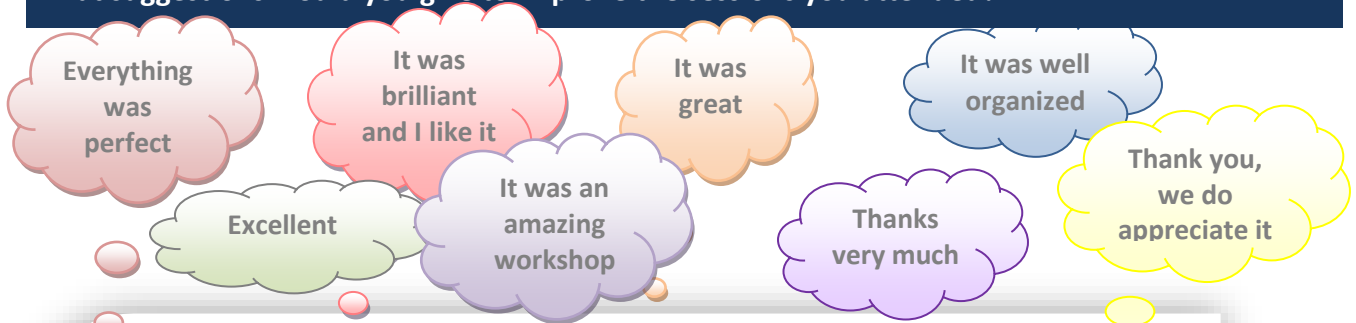 Everything
was
perfect
It was
brilliant
and I like it
It was
great
It was well
organized
Excellent
It was an
amazing
workshop
Thanks
very much
Thank you,
we do
appreciate it